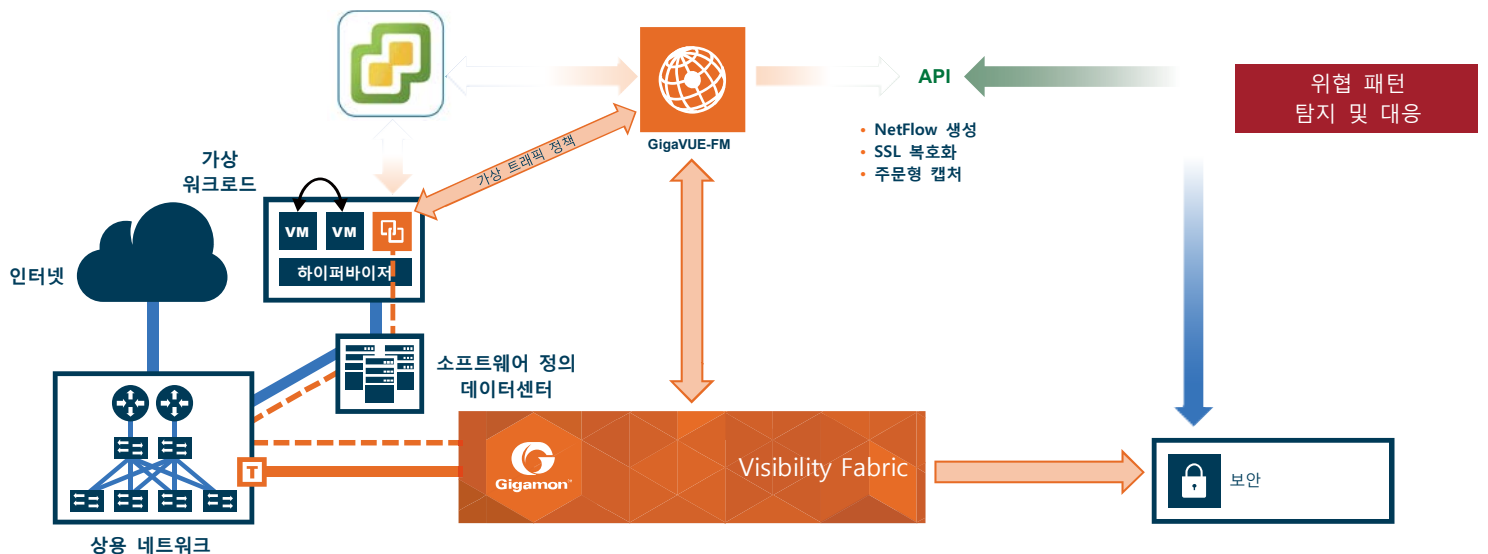 API
위협 패턴
탐지 및 대응
GigaVUE-FM
• NetFlow 생성
• SSL 복호화
• 주문형 캡처
가상 트래픽 정책
가상
워크로드
VM VM
하이퍼바이저
인터넷
소프트웨어 정의
데이터센터
T
Gigamon™
Visibility Fabric
보안
상용 네트워크